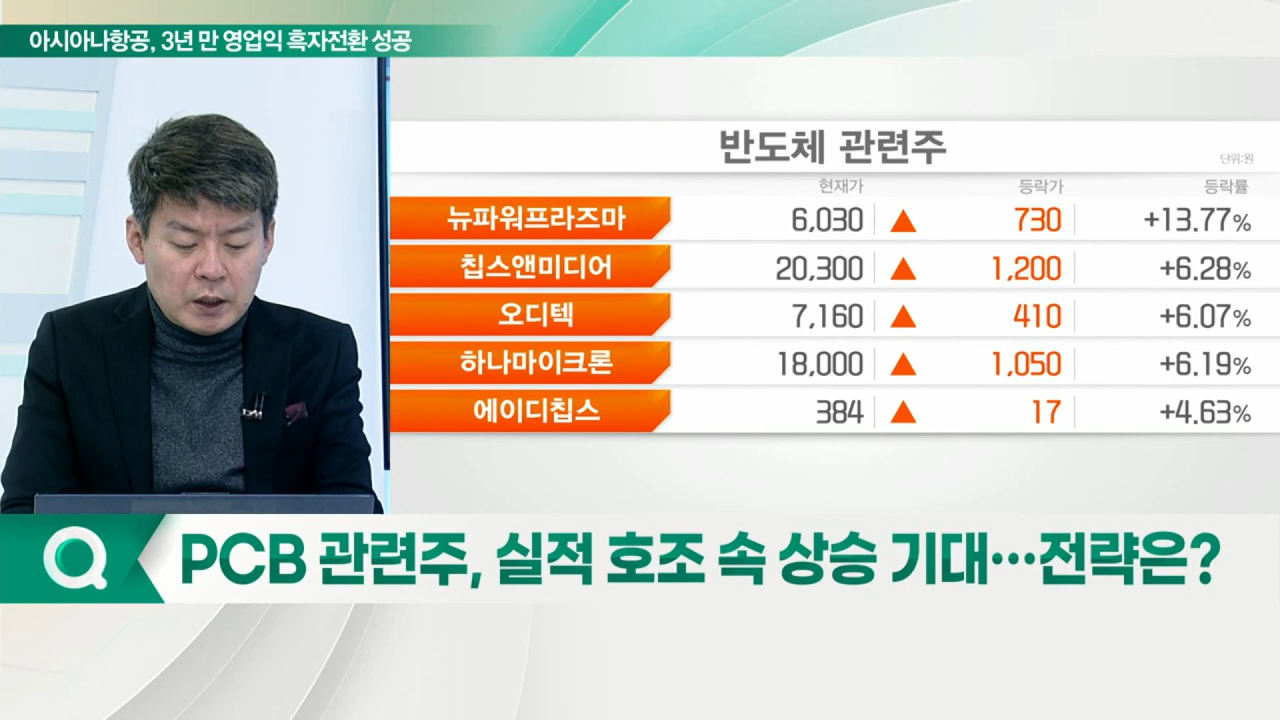 아시아나항공, 3년 만 영업익 흑자전환 성공
반도체 관련주
단위:원
현재가 등락가 등락률
뉴파워프라즈마 6,030 ▲ 730 +13.77%
칩스앤미디어 20,300 ▲ 1,200 +6.28%
오디텍 7,160 ▲ 410 +6.07%
하나마이크론 18,000 ▲ 1,050 +6.19%
에이디칩스 384 ▲ 17 +4.63%
PCB 관련주, 실적 호조 속 상승 기대…전략은?